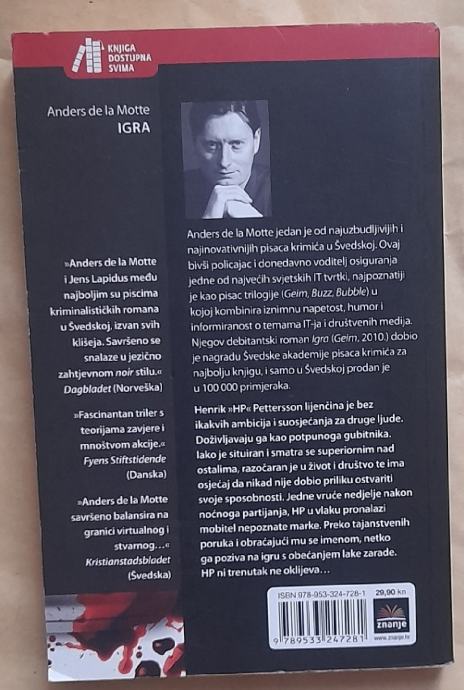 KNJIGA
DOSTUPNA
SVIMA
Anders de la Motte
IGRA
»Anders de la Motte
i Jens Lapidus među
najboljim su piscima
kriminalističkih romana
u Švedskoj, izvan svih
klišeja. Savršeno se
snalaze u jezično
zahtjevnom noir stilu.«
Dagbladet (Norveška)
»Fascinantan triler s
teorijama zavjere i
mnoštvom akcije.«
Fyens Stiftstidende
(Danska)
»Anders de la Motte
savršeno balansira na
granici virtualnog i
stvarnog...«
Kristianstadsbladet
(Švedska)
Anders de la Motte jedan je od najuzbudljivijih i
najinovativnijih pisaca krimića u Švedskoj. Ovaj
bivši policajac i donedavno voditelj osiguranja
jedne od najvećih svjetskih IT tvrtki, najpoznatiji
je kao pisac trilogije (Geim, Buzz, Bubble) u
kojoj kombinira iznimnu napetost, humor i
informiranost o temama IT-ja i društvenih medija.
Njegov debitantski roman Igra (Geim, 2010.) dobio
je nagradu Švedske akademije pisaca krimića za
najbolju knjigu, i samo u Švedskoj prodan je
u 100 000 primjeraka.
Henrik »HP« Pettersson lijenčina je bez
ikakvih ambicija i suosjećanja za druge ljude.
Doživljavaju ga kao potpunoga gubitnika.
Iako je situiran i smatra se superiornim nad
ostalima, razočaran je u život i društvo te ima
osjećaj da nikad nije dobio priliku ostvariti
svoje sposobnosti. Jedne vruće nedjelje nakon
noćnoga partijanja, HP u vlaku pronalazi
mobitel nepoznate marke. Preko tajanstvenih
poruka i obraćajući mu se imenom, netko
ga poziva na igru s obećanjem lake zarade.
HP ni trenutak ne oklijeva...
ISBN 978-953-324-728-1
29,90 kn
9 789533 247281
znanje
www.znanje.hr